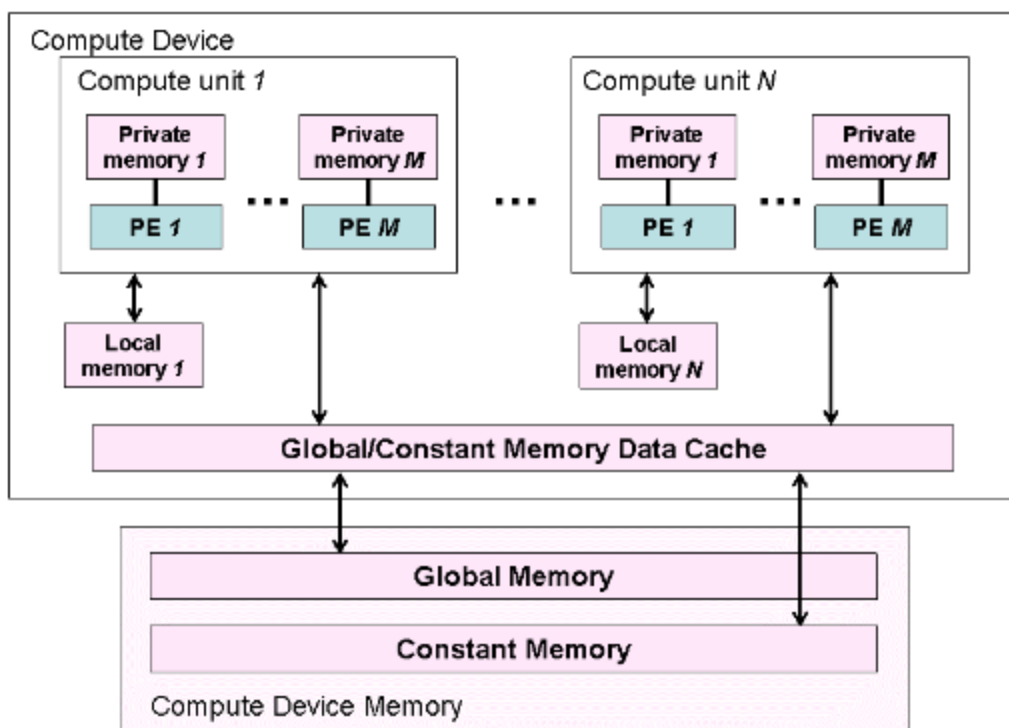 Compute Device
Compute unit 1
Compute unit N
Private
memory 1
Private
memory M
Private
memory 1
Private
memory M
PE 1
...
PE M
...
PE 1
...
PE M
Local
memory 1
Local
memory N
Global/Constant Memory Data Cache
Global Memory
Constant Memory
Compute Device Memory